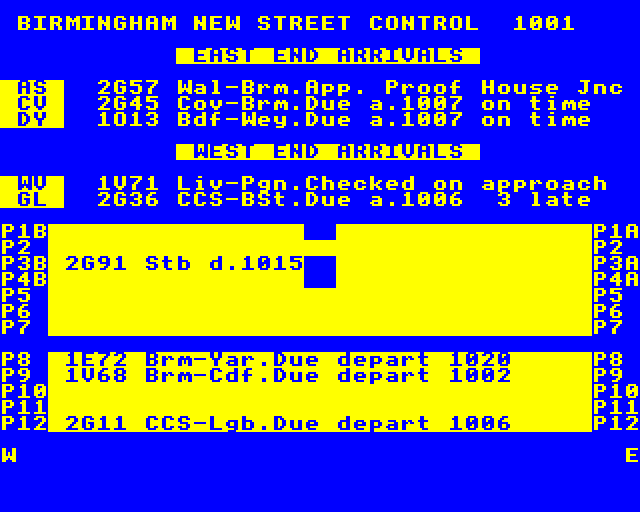 BIRMINGHAM NEW STREET CONTROL 1001
EAST END ARRIVALS
AS 2G57 Wal-Brm.App. Proof House Jnc
CV 2G45 Cov-Brm.Due a.1007 on time
DY 1O13 Bdf-Wey.Due a.1007 on time
WEST END ARRIVALS
WV 1V71 Liv-Pgn.Checked on approach
GL 2G36 CCS-BSt.Due a.1006 3 late
P1B P1A
P2 P2
P3B 2G91 Stb d.1015 P3A
P4B P4A
P5 P5
P6 P6
P7 P7
P8 1E72 Brm-Yar.Due depart 1020 P8
P9 1V68 Brm-Cdf.Due depart 1002 P9
P10 P10
P11 P11
P12 2G11 CCS-Lgb.Due depart 1006 P12
W E